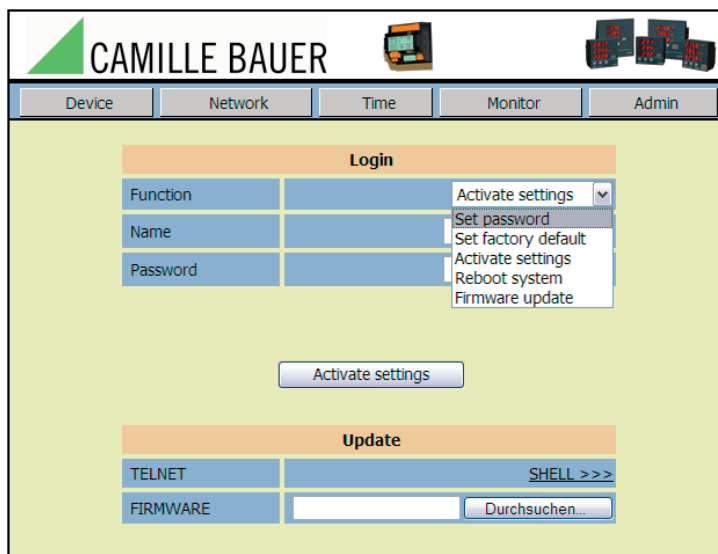 CAMILLE BAUER
Device Network Time Monitor Admin
Login
Function Activate settings
Set password
Name
Set factory default
Activate settings
Password
Reboot system
Firmware update
Activate settings
Update
TELNET SHELL >>>
FIRMWARE Durchsuchen...